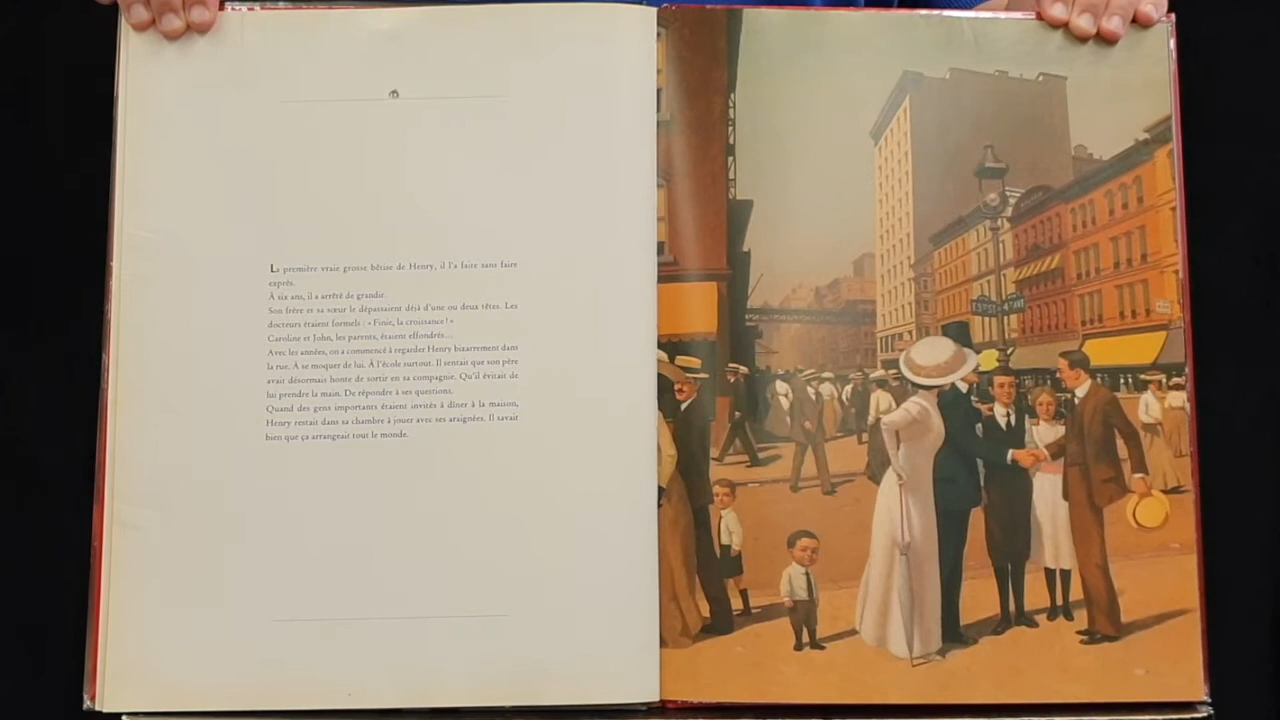 La première vraie grosse bêtise de Henry, il l'a faite sans faire
exprès.
À six ans, il a arrêté de grandir.
Son frère et sa sœur le dépassaient déjà d'une ou deux têtes. Les
docteurs étaient formels : « Finie, la croissance ! »
Caroline et John, les parents, étaient effondrés…
Avec les années, on a commencé à regarder Henry bizarrement dans
la rue. À se moquer de lui. À l'école surtout. Il sentait que son père
avait désormais honte de sortir en sa compagnie. Qu'il évitait de
lui prendre la main. De répondre à ses questions.
Quand des gens importants étaient invités à dîner à la maison,
Henry restait dans sa chambre à jouer avec ses araignées. Il savait
bien que ça arrangeait tout le monde.